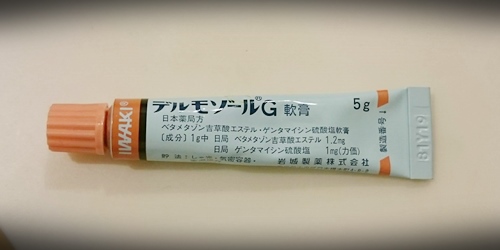 デルモゾール®G 軟膏 5g
日本薬局方
ベタメタゾン吉草酸エステル・ゲンタマイシン硫酸塩軟膏
〔成分〕1g中 日局 ベタメタゾン吉草酸エステル 1.2mg
日局 ゲンタマイシン硫酸塩 1mg(力価)
岩城製薬株式会社
IWAKI
製造番号